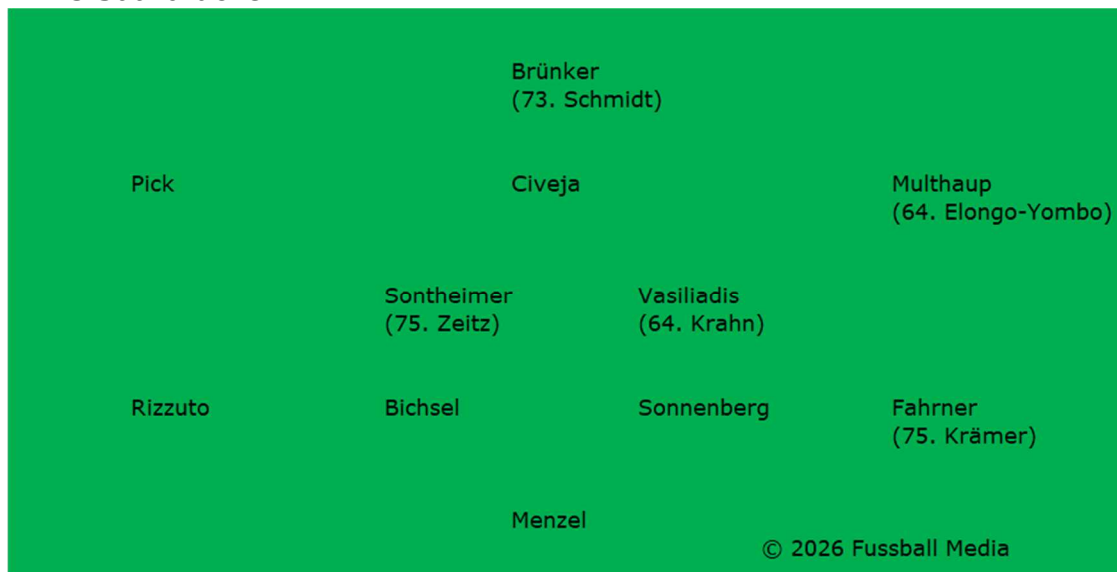 Brünker
(73. Schmidt)
Pick Civeja Multhaup
(64. Elongo-Yombo)
Sontheimer Vasiliadis
(75. Zeitz) (64. Krahn)
Rizzuto Bichsel Sonnenberg Fahrner
(75. Krämer)
Menzel
© 2026 Fussball Media